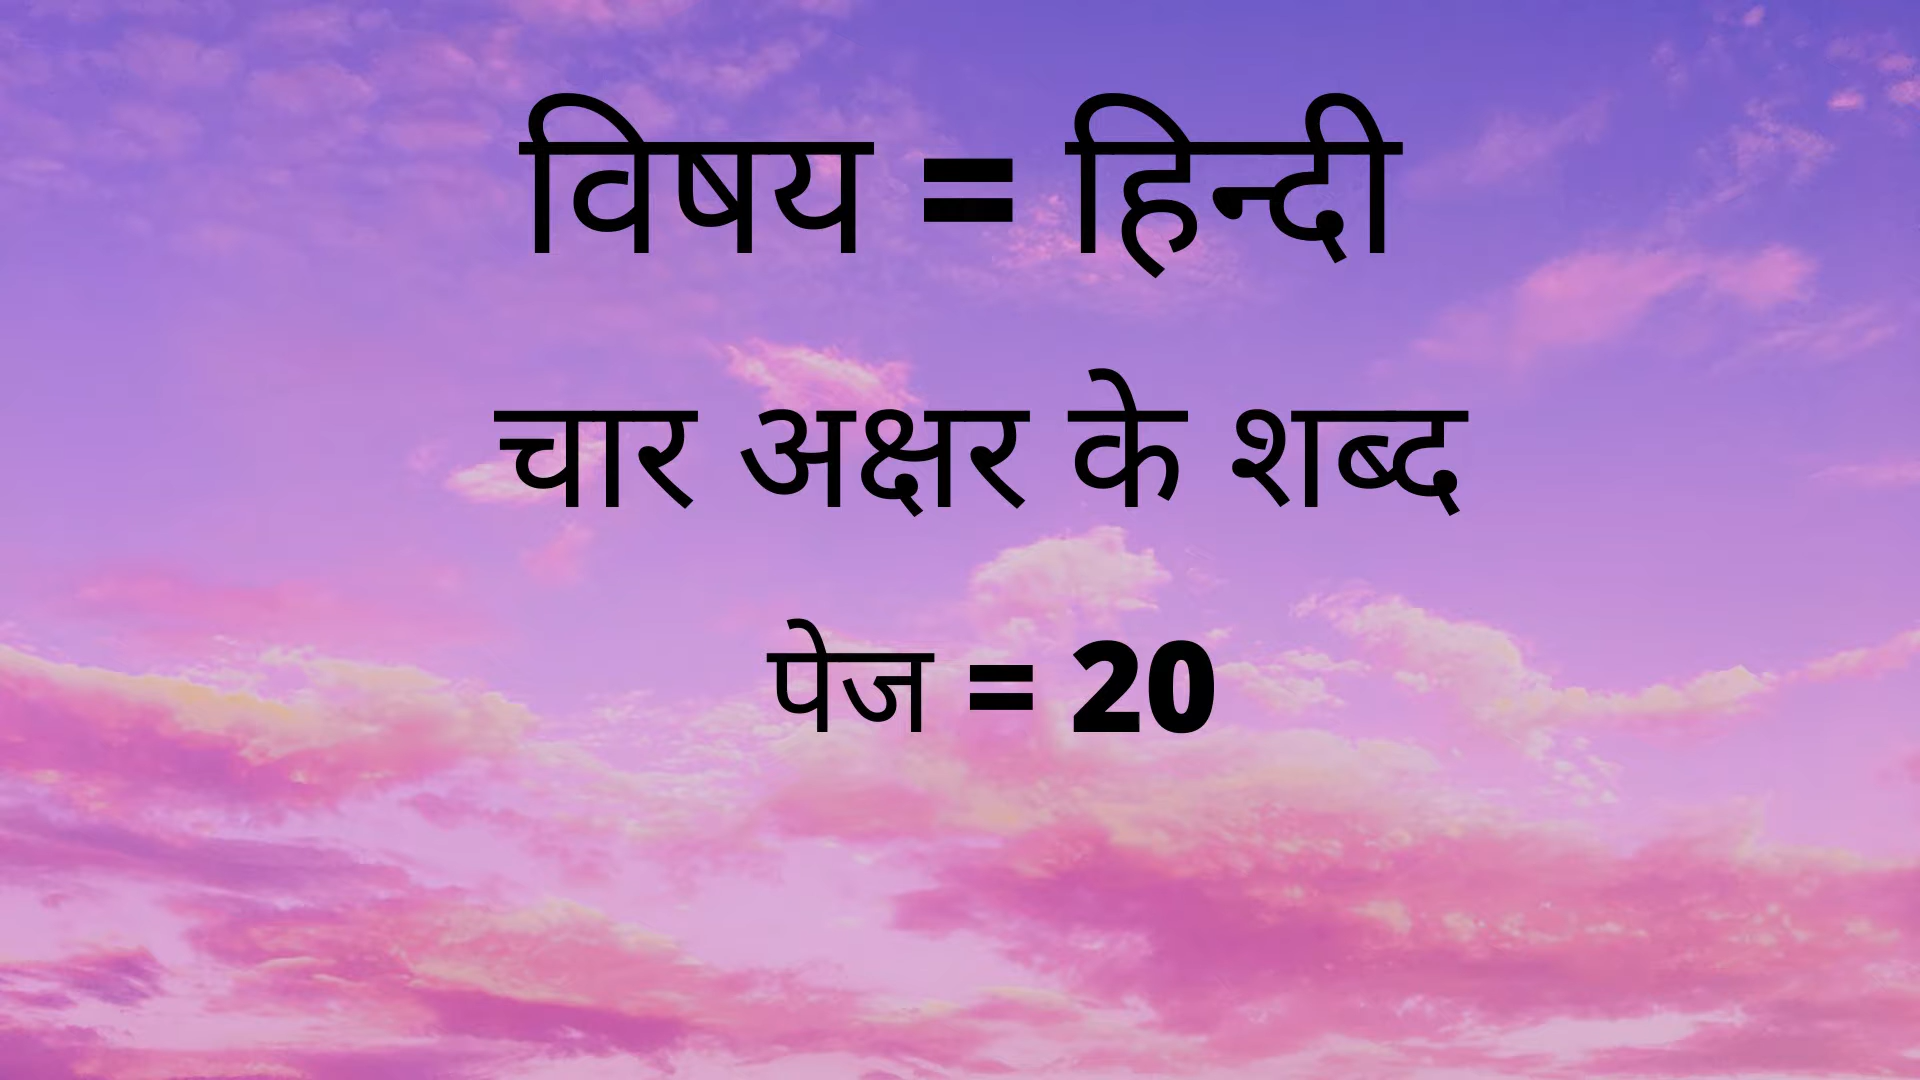 विषय = हिन्दी
चार अक्षर के शब्द
पेज = 20